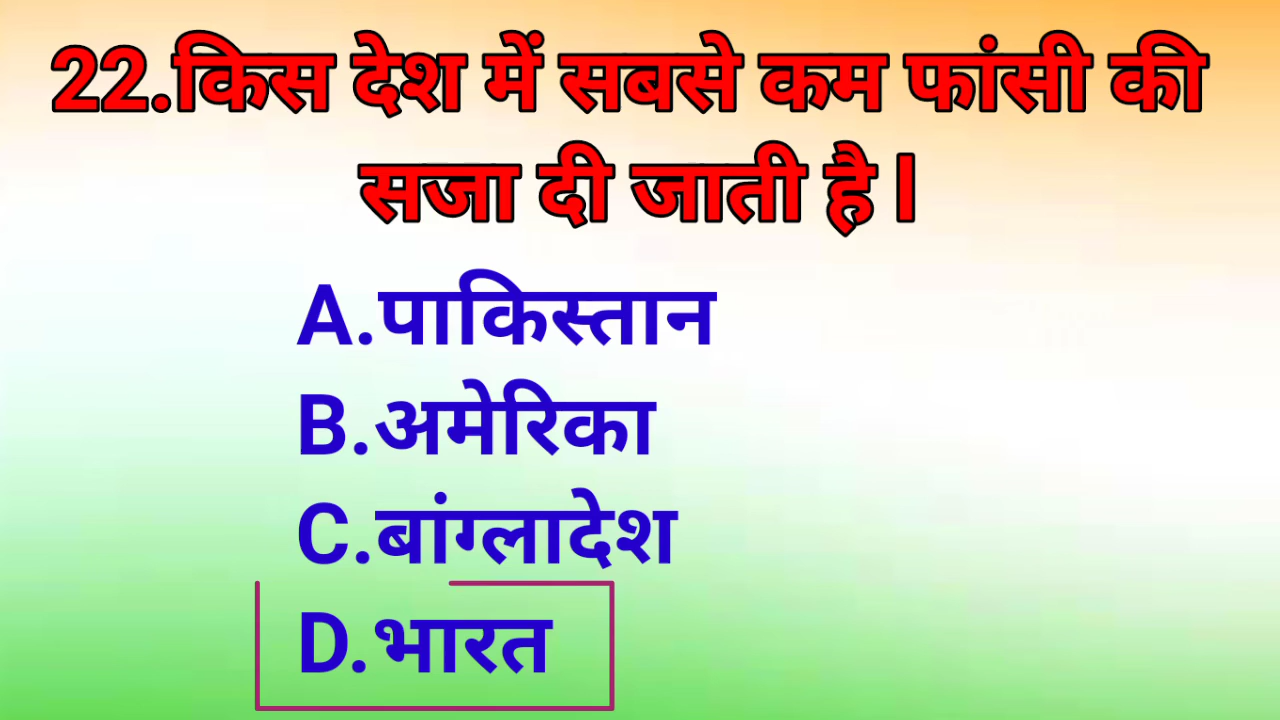 22.किस देश में सबसे कम फांसी की
सजा दी जाती है l
A.पाकिस्तान
B.अमेरिका
C.बांग्लादेश
D.भारत